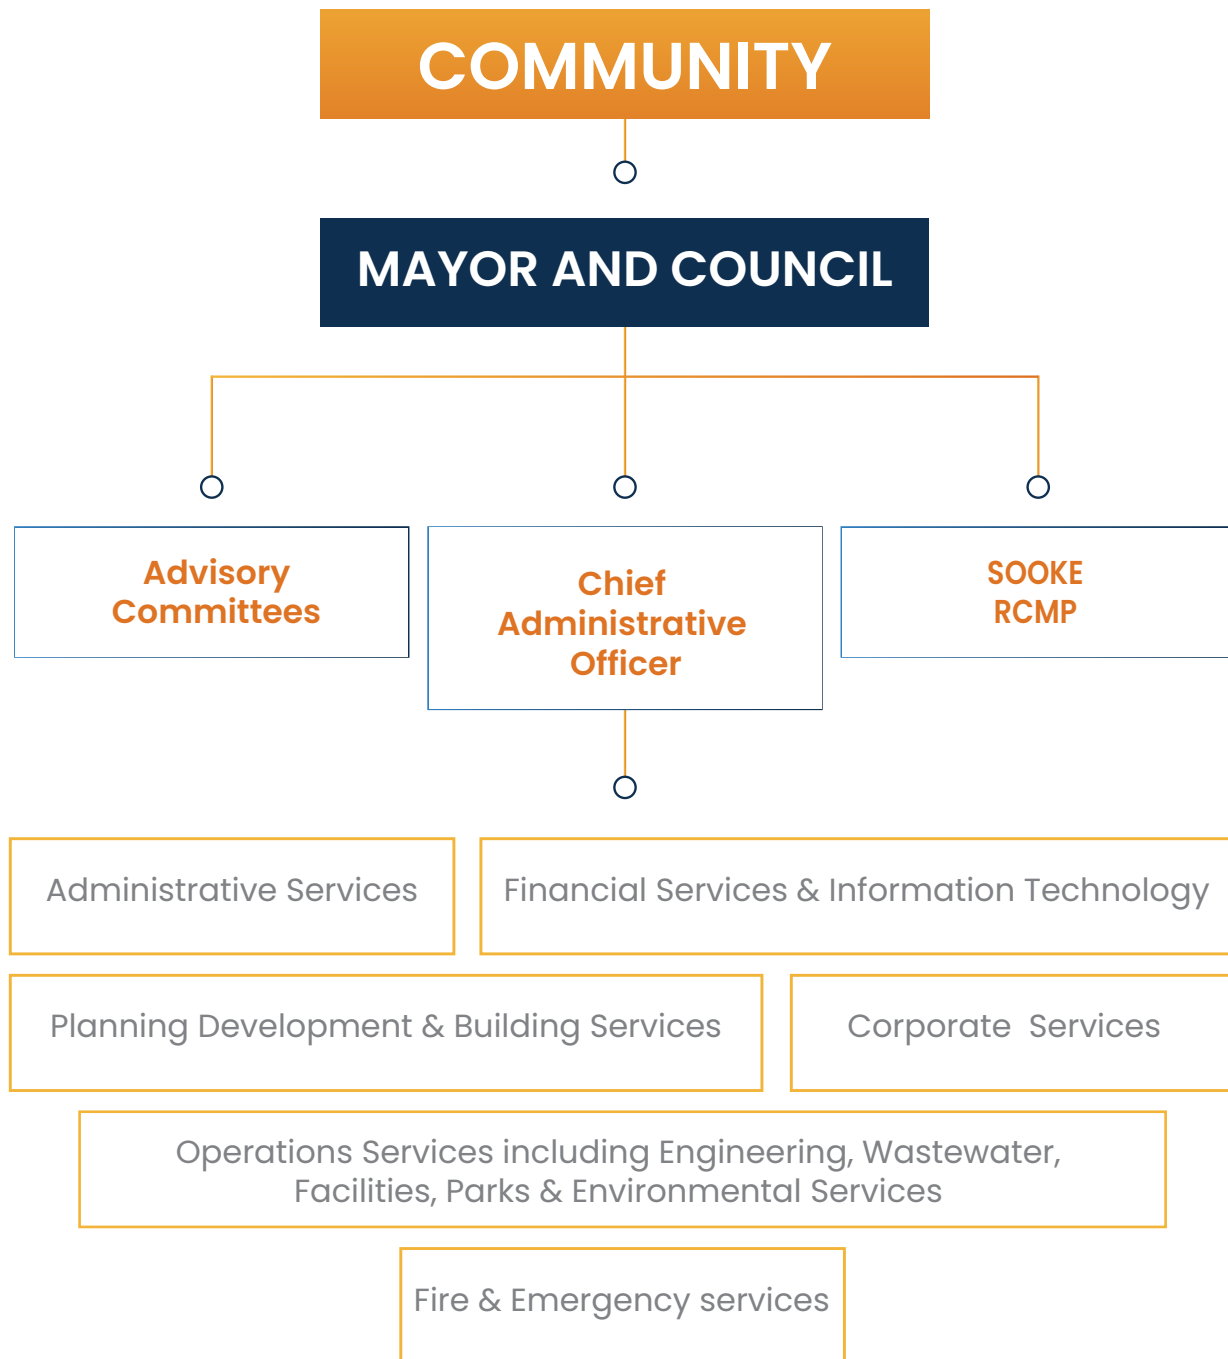 COMMUNITY
MAYOR AND COUNCIL
Advisory
Committees
Chief
Administrative
Officer
SOOKE
RCMP
Administrative Services
Financial Services & Information Technology
Planning Development & Building Services
Corporate Services
Operations Services including Engineering, Wastewater,
Facilities, Parks & Environmental Services
Fire & Emergency services